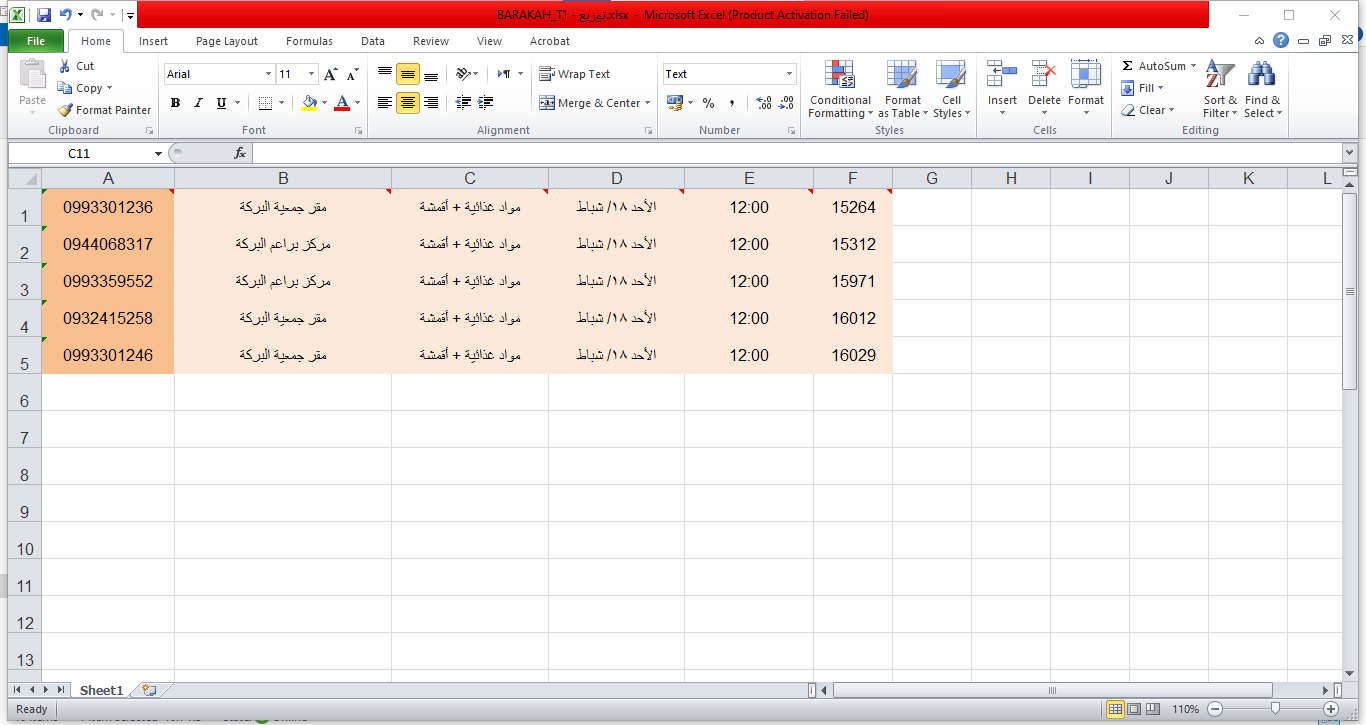 BARAKAH_T1 - توزيع.xlsx - Microsoft Excel (Product Activation Failed)
File Home Insert Page Layout Formulas Data Review View Acrobat
Cut
Copy
Format Painter
Paste
Clipboard
Arial 11
B I U
Font
Wrap Text
Merge & Center
Alignment
Text
% ,
Number
Conditional Formatting
Format as Table
Cell Styles
Styles
Insert Delete Format
Cells
Σ AutoSum
Fill
Clear
Sort & Filter
Find & Select
Editing
C11 fx
A B C D E F G H I J K L
1 0993301236 مقر جمعية البركة مواد غذائية + أقمشة الأحد ١٨/ شباط 12:00 15264
2 0944068317 مركز براعم البركة مواد غذائية + أقمشة الأحد ١٨/ شباط 12:00 15312
3 0993359552 مركز براعم البركة مواد غذائية + أقمشة الأحد ١٨/ شباط 12:00 15971
4 0932415258 مقر جمعية البركة مواد غذائية + أقمشة الأحد ١٨/ شباط 12:00 16012
5 0993301246 مقر جمعية البركة مواد غذائية + أقمشة الأحد ١٨/ شباط 12:00 16029
6
7
8
9
10
11
12
13
Sheet1
Ready 110%